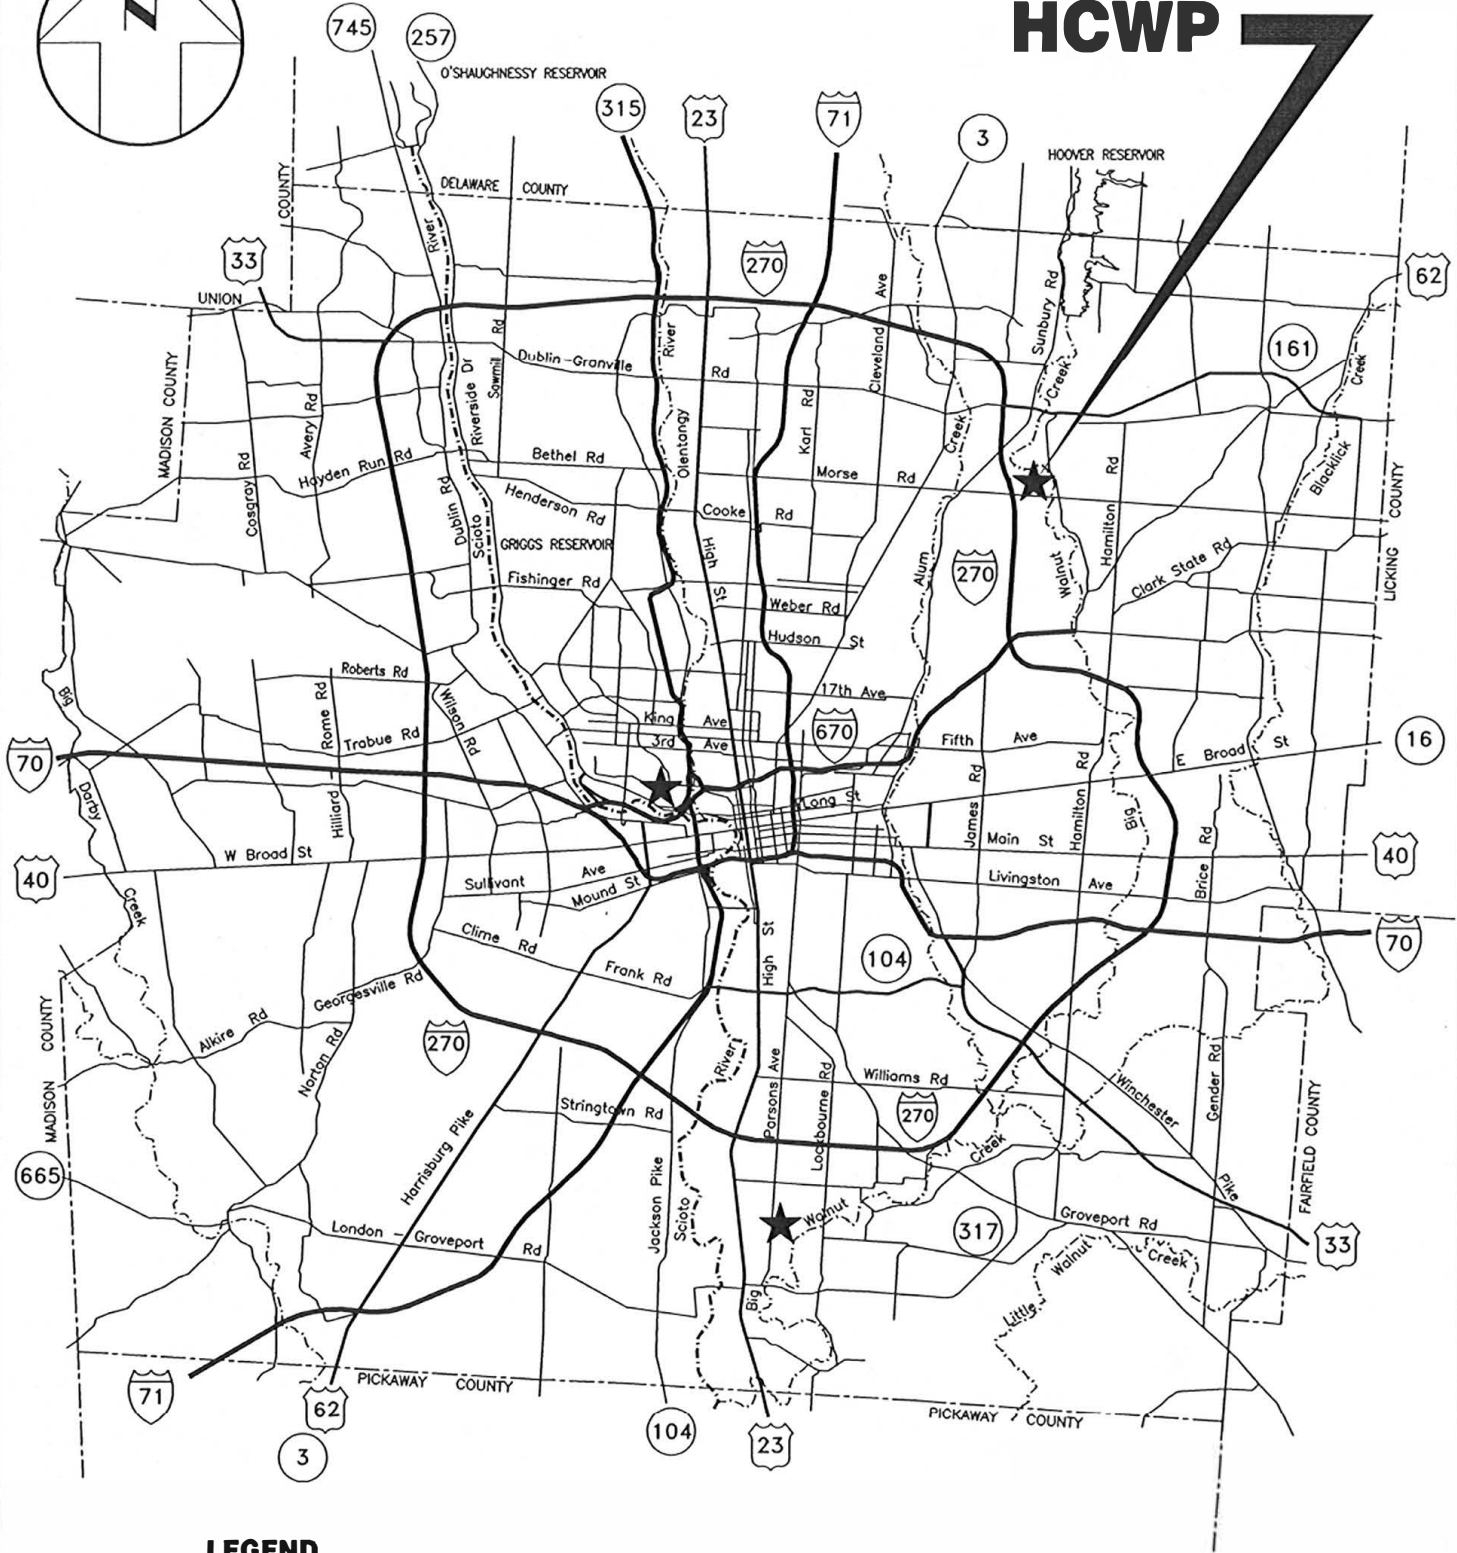 N
HCWP
745
257
O'SHAUGHNESSY RESERVOIR
315
23
71
3
HOOVER RESERVOIR
COUNTY
DELAWARE COUNTY
River
33
270
62
UNION
Ave
Sunbury Rd
161
River
Rd
Sawmill
Dublin-Granville
Rd
Cleveland
Creek
Creek
MADISON COUNTY
Riverside Dr
Avery Rd
Karl Rd
Olentangy
Creek
Cosgray Rd
Hayden Run Rd
Bethel Rd
Morse Rd
Hamilton Rd
Blacklick
Dublin Rd
Henderson Rd
Cooke Rd
LICKING COUNTY
Scioto
GRIGGS RESERVOIR
High St
Alum
270
Walnut
Clark State Rd
Fishinger Rd
Weber Rd
Hudson St
Roberts Rd
17th Ave
Big
Rome Rd
Wilson Rd
King Ave
670
Trabue Rd
3rd Ave
Fifth Ave
E Broad St
16
70
Darby
Hilliard
Long St
James Rd
Hamilton Rd
Big
Main St
Brice Rd
40
W Broad St
40
Sullivant Ave
Livingston Ave
Mound St
Creek
Clime Rd
High St
70
Frank Rd
104
Georgesville Rd
MADISON COUNTY
Alkire Rd
270
Norton Rd
River
Parsons Ave
Lockbourne Rd
Williams Rd
Winchester
Pike
Gender Rd
FAIRFIELD COUNTY
Stringtown Rd
270
Harrisburg Pike
Creek
665
Jackson Pike
Scioto
Walnut
London-Groveport Rd
317
Groveport Rd
33
Walnut
Creek
Big
Little
PICKAWAY COUNTY
PICKAWAY COUNTY
71
62
3
104
23
LEGEND